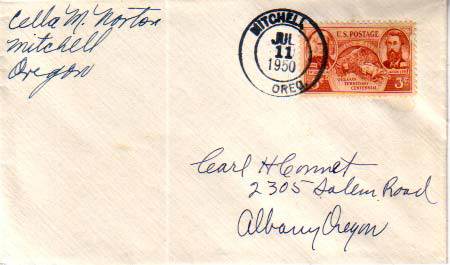 Cella M. Norton
Mitchell
Oregon
MITCHELL
JUL
11
1950
OREG.
U.S. POSTAGE
OREGON
TERRITORY
CENTENNIAL
3¢
Carl H Connet
2305 Salem Road
Albany Oregon